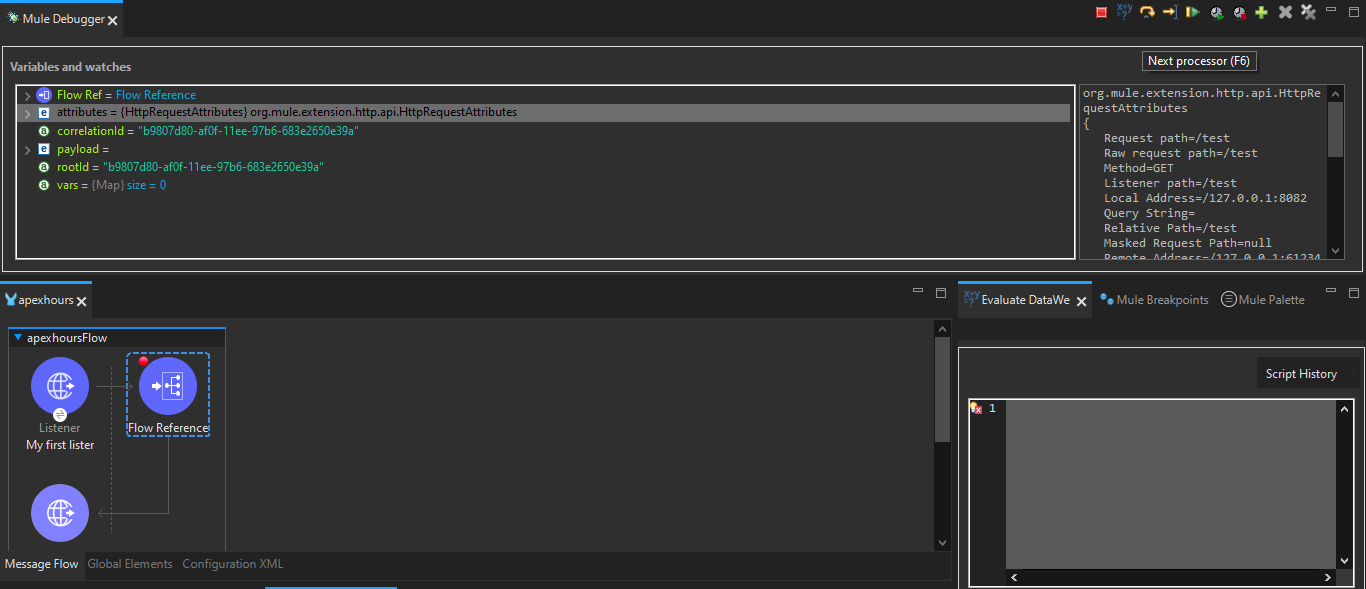 Mule Debugger
Variables and watches
Next processor (F6)
Flow Ref = Flow Reference
attributes = {HttpRequestAttributes} org.mule.extension.http.api.HttpRequestAttributes
correlationId = "b9807d80-af0f-11ee-97b6-683e2650e39a"
payload =
rootId = "b9807d80-af0f-11ee-97b6-683e2650e39a"
vars = {Map} size = 0
org.mule.extension.http.api.HttpRe
questAttributes
{
Request path=/test
Raw request path=/test
Method=GET
Listener path=/test
Local Address=/127.0.0.1:8082
Query String=
Relative Path=/test
Masked Request Path=null
Remote Address=/127.0.0.1:61234
apexhours
apexhoursFlow
Listener
My first lister
Flow Reference
Message Flow
Global Elements
Configuration XML
x+y
=?
Evaluate DataWe
Mule Breakpoints
Mule Palette
Script History
1